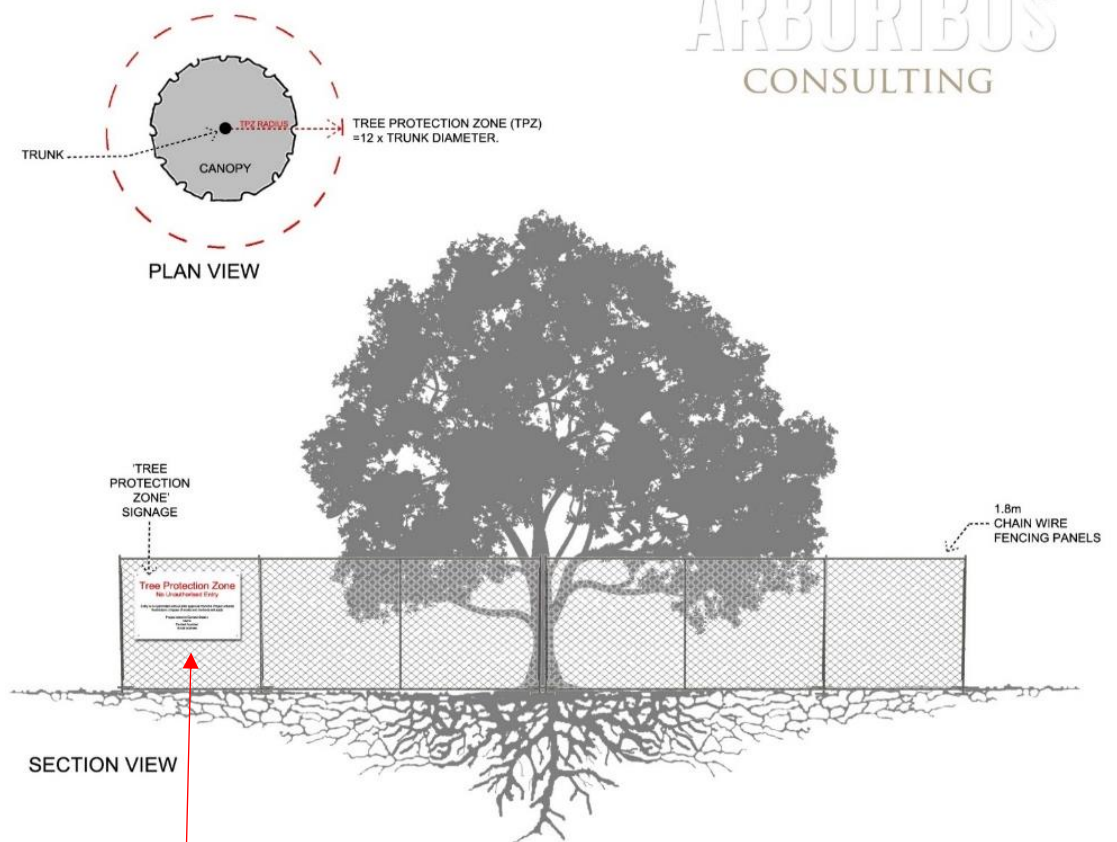 ARBORIBUS
CONSULTING
TPZ RADIUS
TREE PROTECTION ZONE (TPZ)
=12 x TRUNK DIAMETER.
TRUNK
CANOPY
PLAN VIEW
'TREE
PROTECTION
ZONE'
SIGNAGE
1.8m
CHAIN WIRE
FENCING PANELS
Tree Protection Zone
No Unauthorised Entry
SECTION VIEW